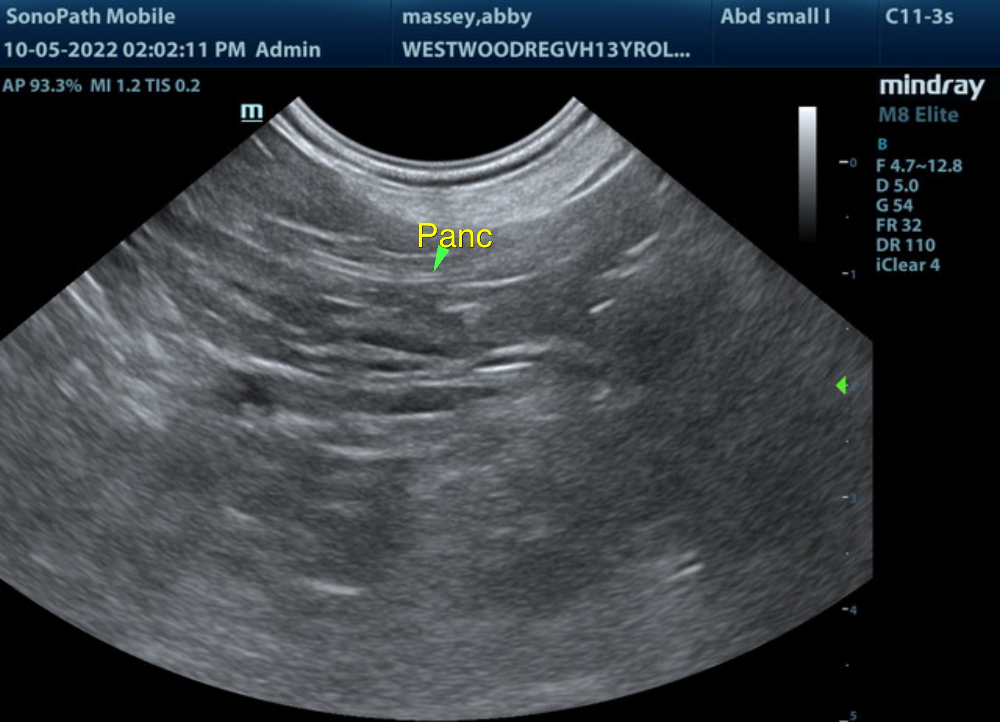 SonoPath Mobile
massey,abby
Abd small I
C11-3s
10-05-2022 02:02:11 PM Admin
WESTWOODREGVH13YROL...
AP 93.3% MI 1.2 TIS 0.2
m
mindray
M8 Elite
B
F 4.7~12.8
D 5.0
G 54
FR 32
DR 110
iClear 4
Panc
0
1
2
3
4
5